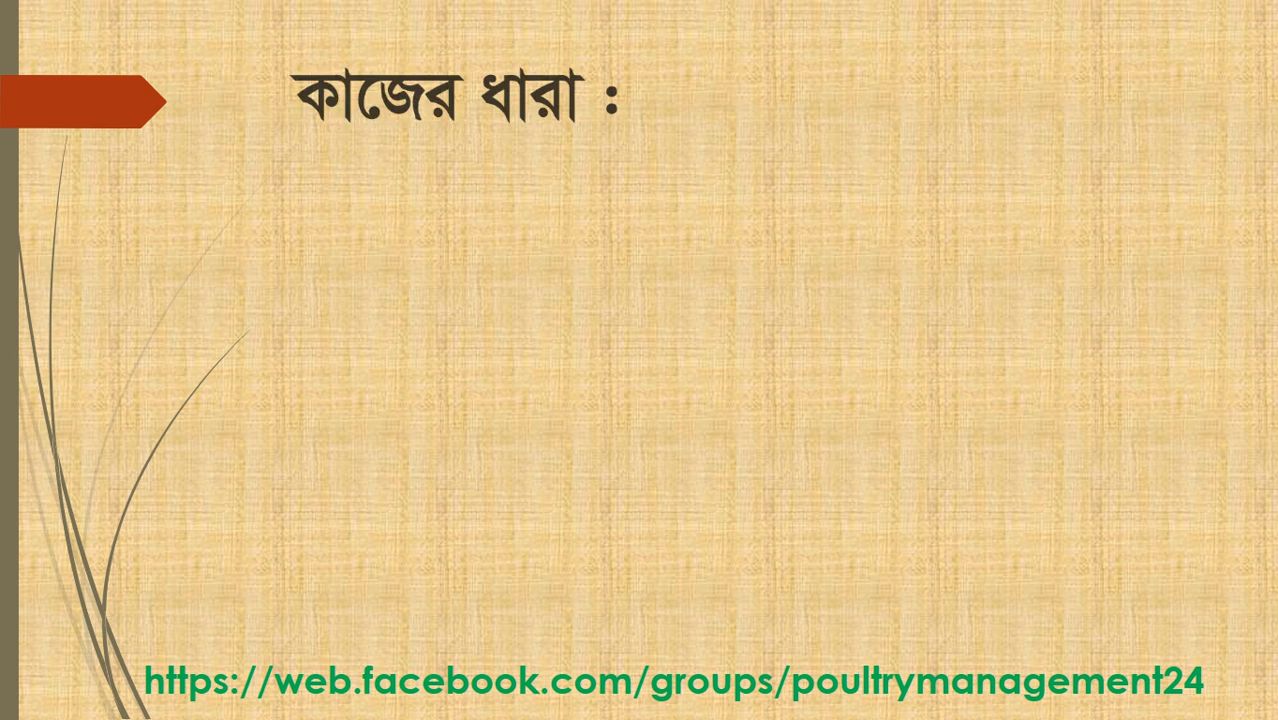 কাজের ধারা :
https://web.facebook.com/groups/poultrymanagement24